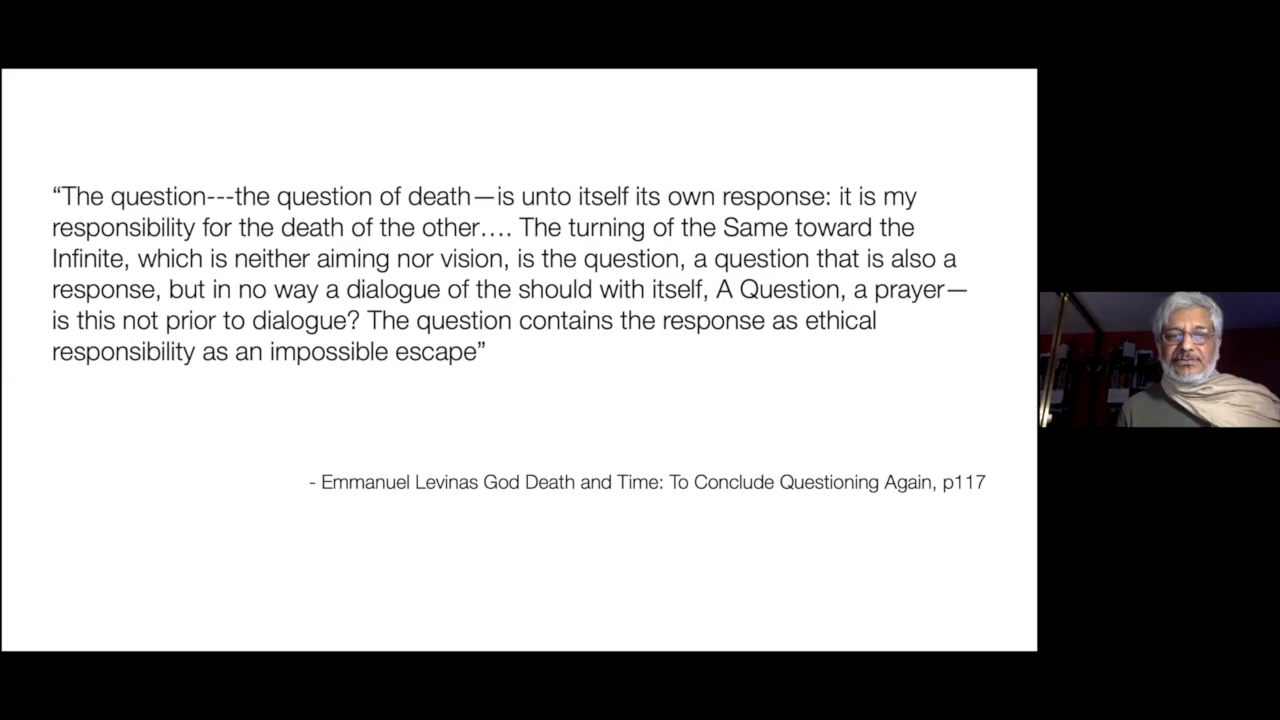 “The question---the question of death—is unto itself its own response: it is my
responsibility for the death of the other…. The turning of the Same toward the
Infinite, which is neither aiming nor vision, is the question, a question that is also a
response, but in no way a dialogue of the should with itself, A Question, a prayer—
is this not prior to dialogue? The question contains the response as ethical
responsibility as an impossible escape”
- Emmanuel Levinas God Death and Time: To Conclude Questioning Again, p117